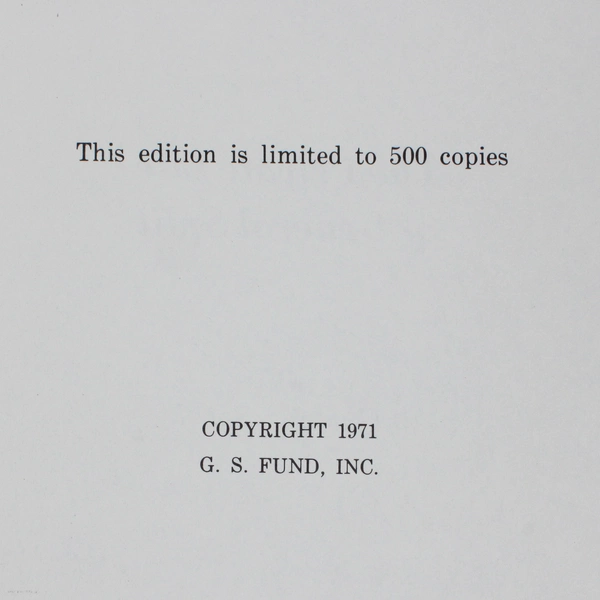 This edition is limited to 500 copies
COPYRIGHT 1971
G. S. FUND, INC.